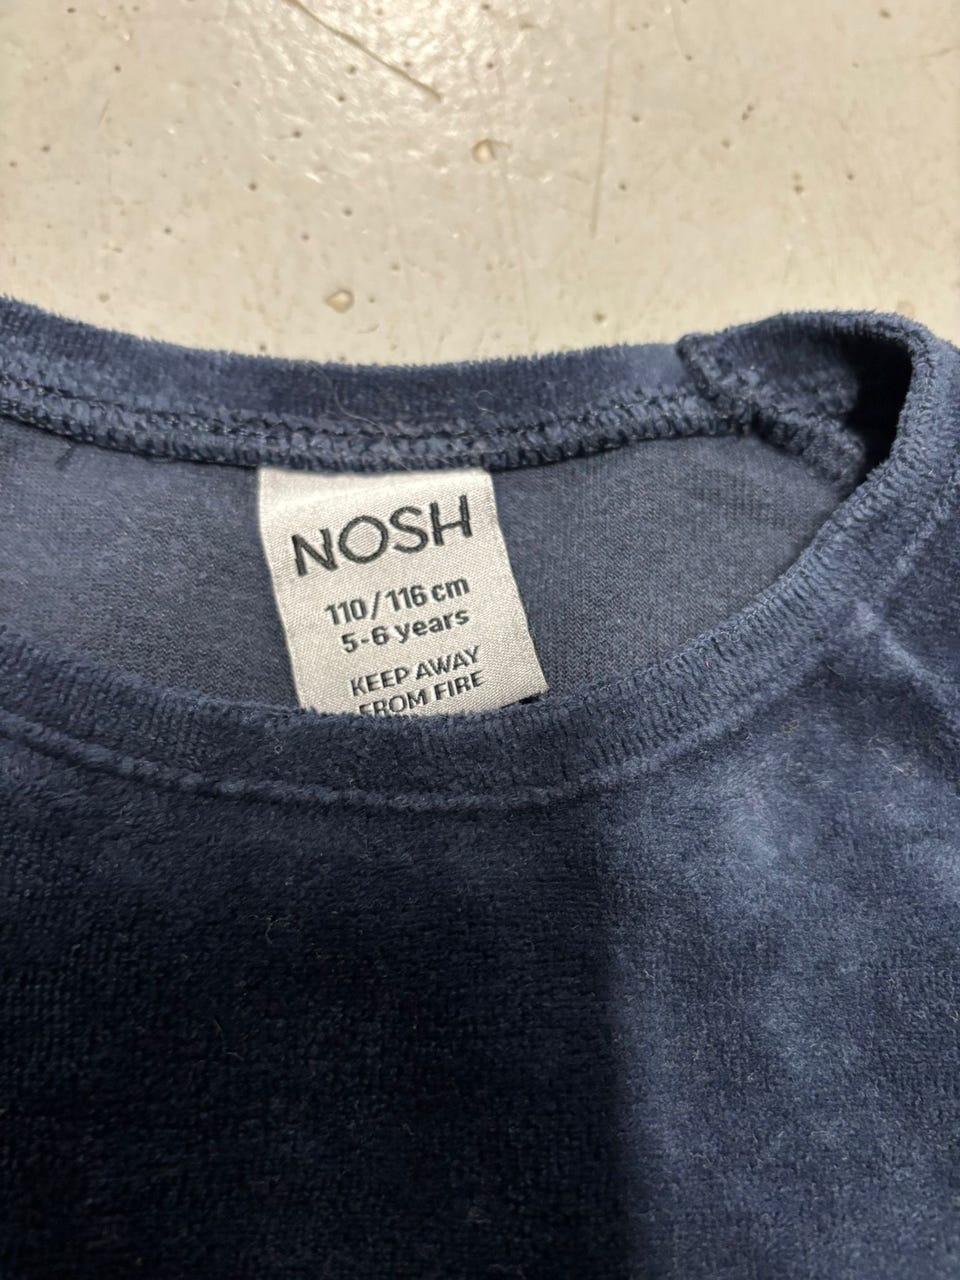 NOSH
110/116 cm
5-6 years
KEEP AWAY
FROM FIRE